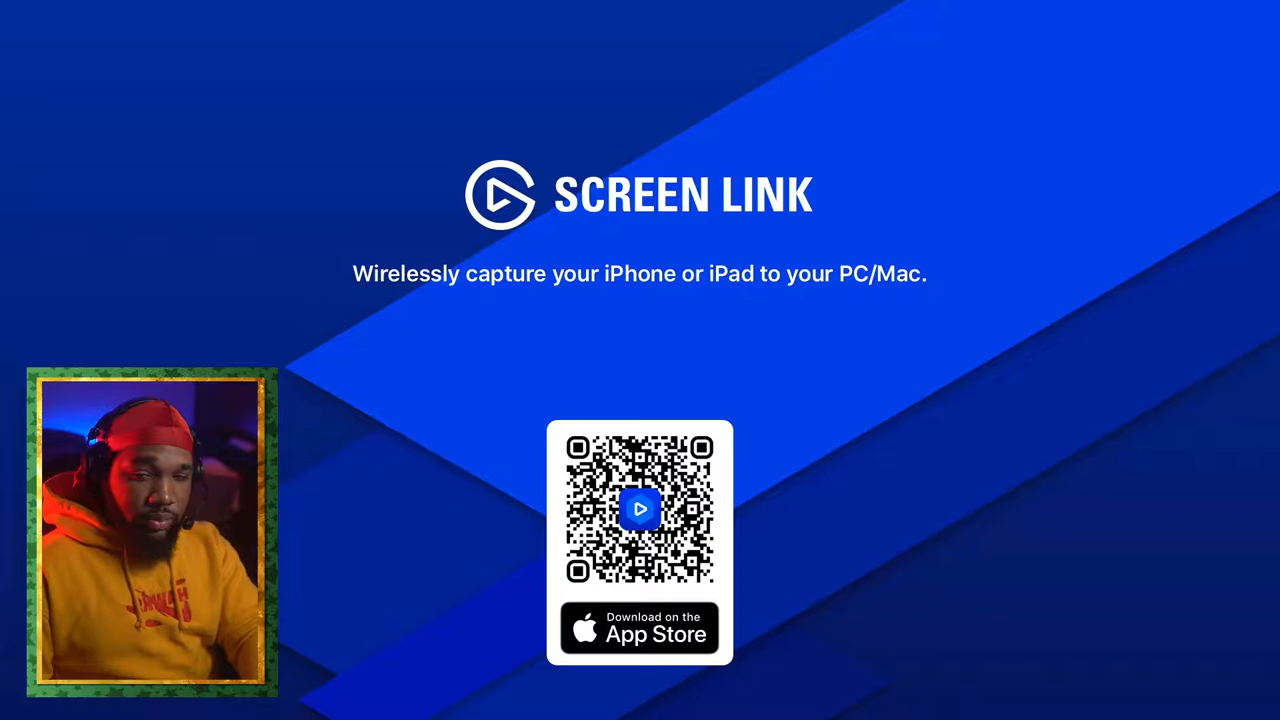 SCREEN LINK
Wirelessly capture your iPhone or iPad to your PC/Mac.
Download on the
App Store